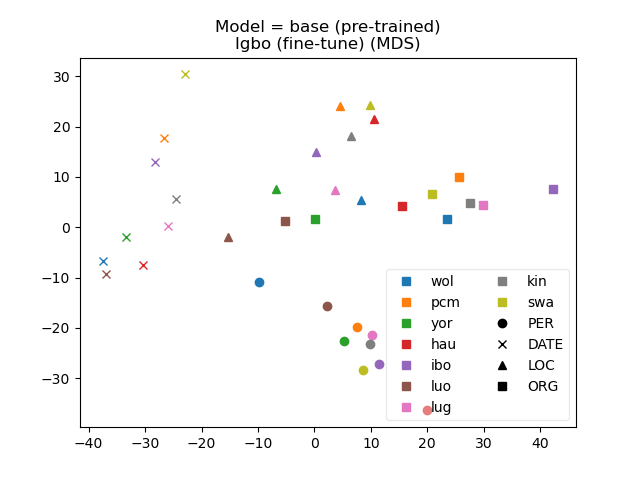 Model = base (pre-trained)
Igbo (fine-tune) (MDS)
30
20
10
0
−10
−20
−30
−40
−30
−20
−10
0
10
20
30
40
wol
pcm
yor
hau
ibo
luo
lug
kin
swa
PER
DATE
LOC
ORG